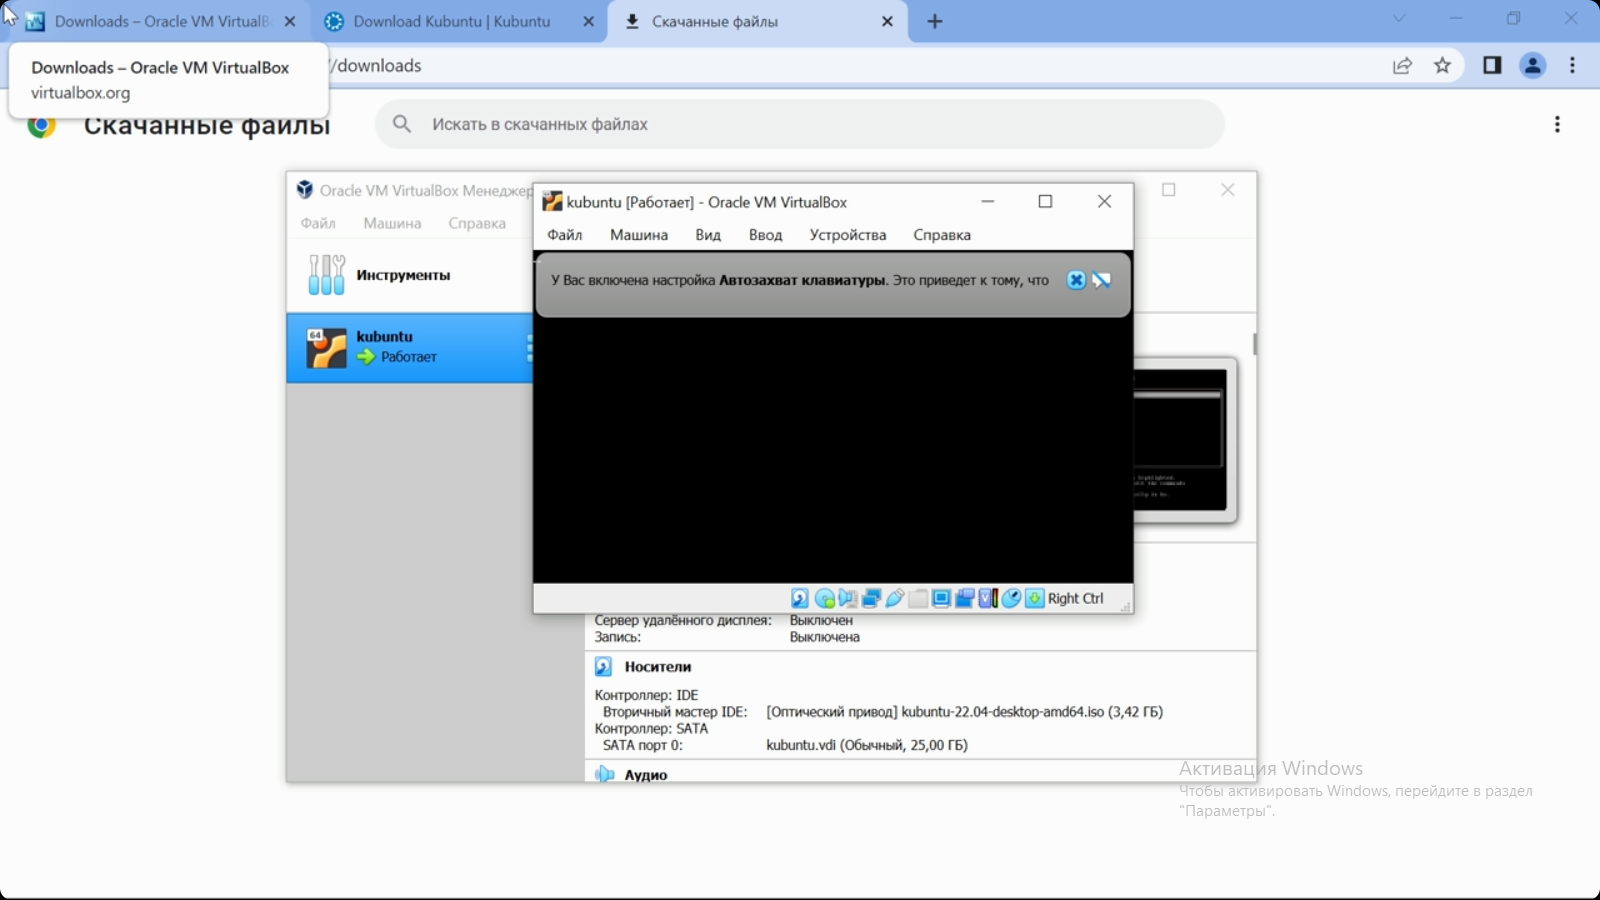 Downloads – Oracle VM VirtualB
Download Kubuntu | Kubuntu
Скачанные файлы
Downloads – Oracle VM VirtualBox
virtualbox.org
/downloads
Скачанные файлы
Искать в скачанных файлах
Oracle VM VirtualBox Менеджер
Файл Машина Справка
Инструменты
64
kubuntu
Работает
kubuntu [Работает] - Oracle VM VirtualBox
Файл Машина Вид Ввод Устройства Справка
У Вас включена настройка Автозахват клавиатуры. Это приведет к тому, что
Right Ctrl
Сервер удалённого дисплея: Выключен
Запись: Выключена
Носители
Контроллер: IDE
Вторичный мастер IDE: [Оптический привод] kubuntu-22.04-desktop-amd64.iso (3,42 ГБ)
Контроллер: SATA
SATA порт 0: kubuntu.vdi (Обычный, 25,00 ГБ)
Аудио
Активация Windows
Чтобы активировать Windows, перейдите в раздел
"Параметры".